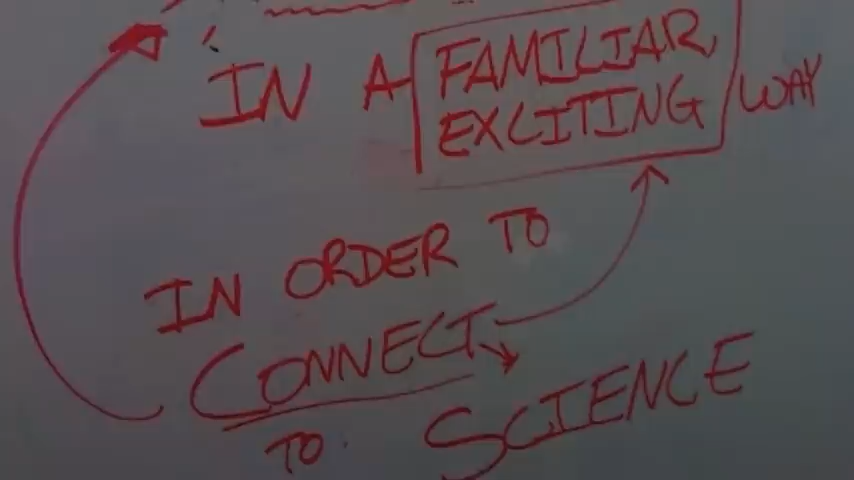 IN A FAMILIAR
EXCITING WAY
IN ORDER TO
CONNECT
TO SCIENCE